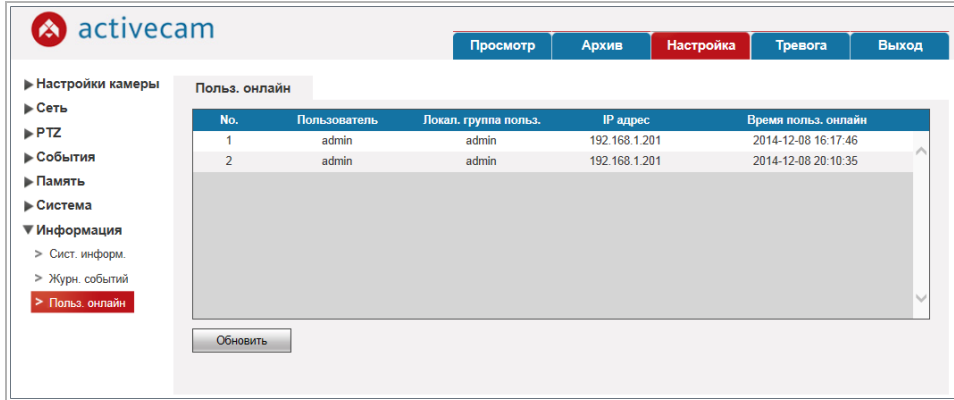 activecam
Просмотр Архив Настройка Тревога Выход
Настройки камеры
Сеть
PTZ
События
Память
Система
Информация
> Сист. информ.
> Журн. событий
> Польз. онлайн
Польз. онлайн
No. Пользователь Локал. группа польз. IP адрес Время польз. онлайн
1 admin admin 192.168.1.201 2014-12-08 16:17:46
2 admin admin 192.168.1.201 2014-12-08 20:10:35
Обновить